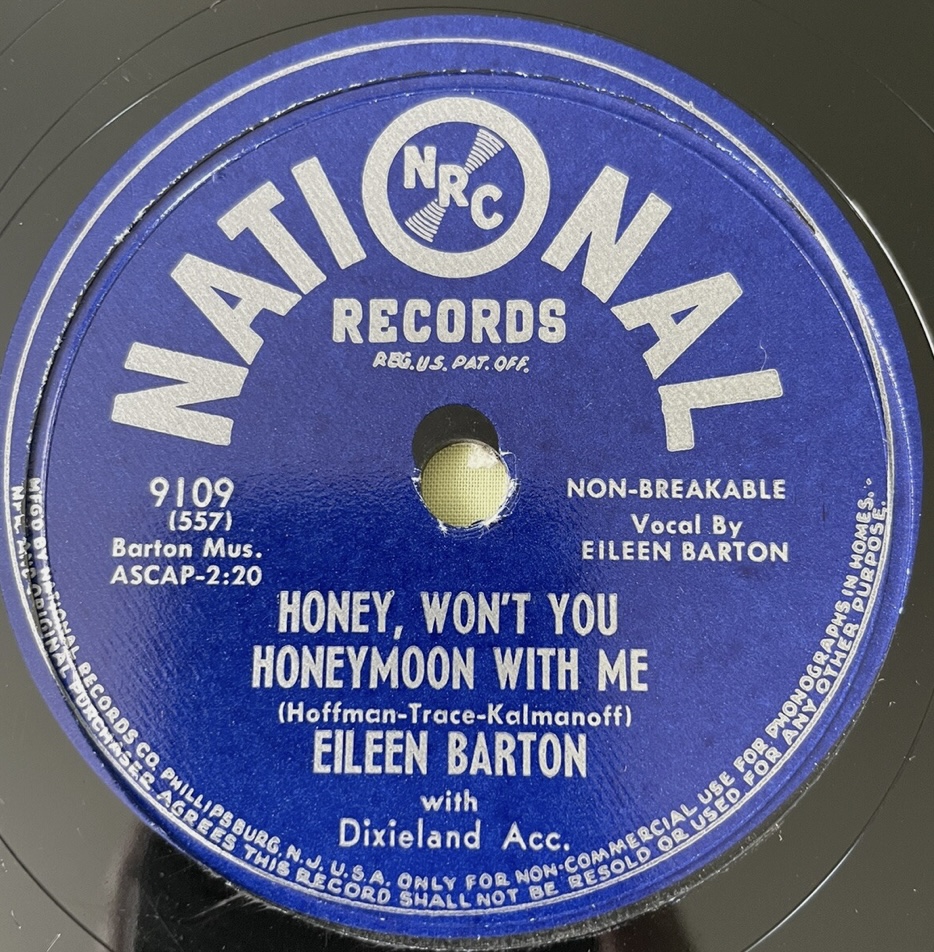 NATIONAL
NRC
RECORDS
REG. U.S. PAT. OFF.
9109
(557)
Barton Mus.
ASCAP-2:20
NON-BREAKABLE
Vocal By
EILEEN BARTON
HONEY, WON'T YOU
HONEYMOON WITH ME
(Hoffman-Trace-Kalmanoff)
EILEEN BARTON
with
Dixieland Acc.
MFG'D BY NATIONAL RECORDS CO. PHILLIPSBURG, N. J. U.S.A. ONLY FOR NON-COMMERCIAL USE FOR PHONOGRAPHS IN HOMES.
MFR. AND ORIGINAL PURCHASER AGREES THIS RECORD SHALL NOT BE RESOLD OR USED FOR ANY OTHER PURPOSE.